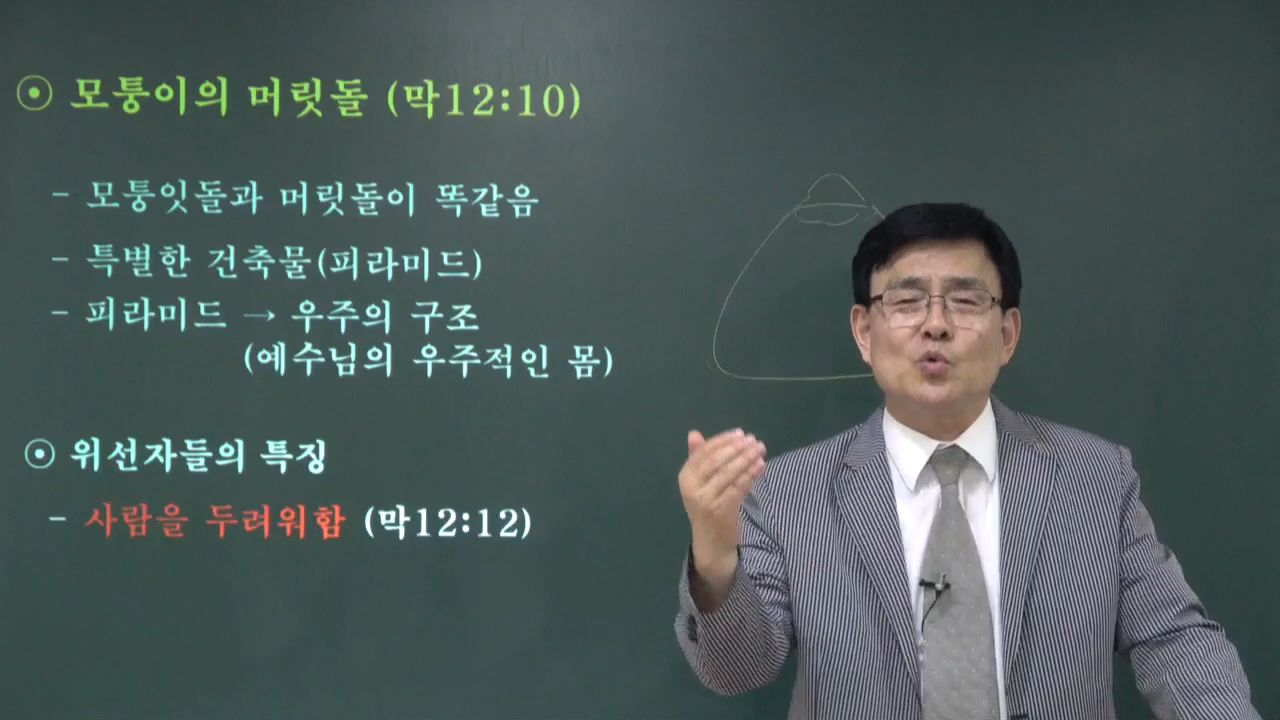 ⊙ 모퉁이의 머릿돌 (막12:10)
- 모퉁잇돌과 머릿돌이 똑같음
- 특별한 건축물(피라미드)
- 피라미드 → 우주의 구조
(예수님의 우주적인 몸)
⊙ 위선자들의 특징
- 사람을 두려워함 (막12:12)